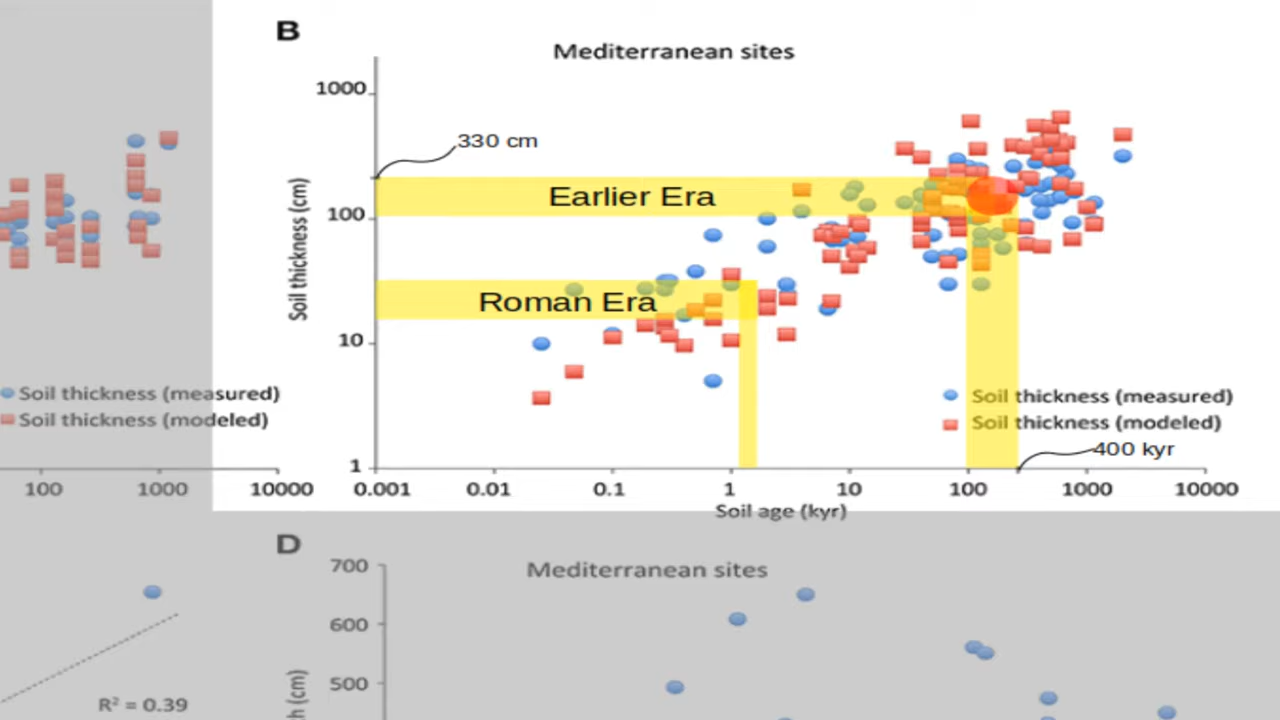 B
Mediterranean sites
1000
330 cm
Earlier Era
100
Soil thickness (cm)
Roman Era
10
Soil thickness (measured)
Soil thickness (modeled)
Soil thickness (measured)
Soil thickness (modeled)
400 kyr
1
100 1000 10000
0.001 0.01 0.1 1 10 100 1000 10000
Soil age (kyr)
D
Mediterranean sites
700
600
500
R² = 0.39
(cm)